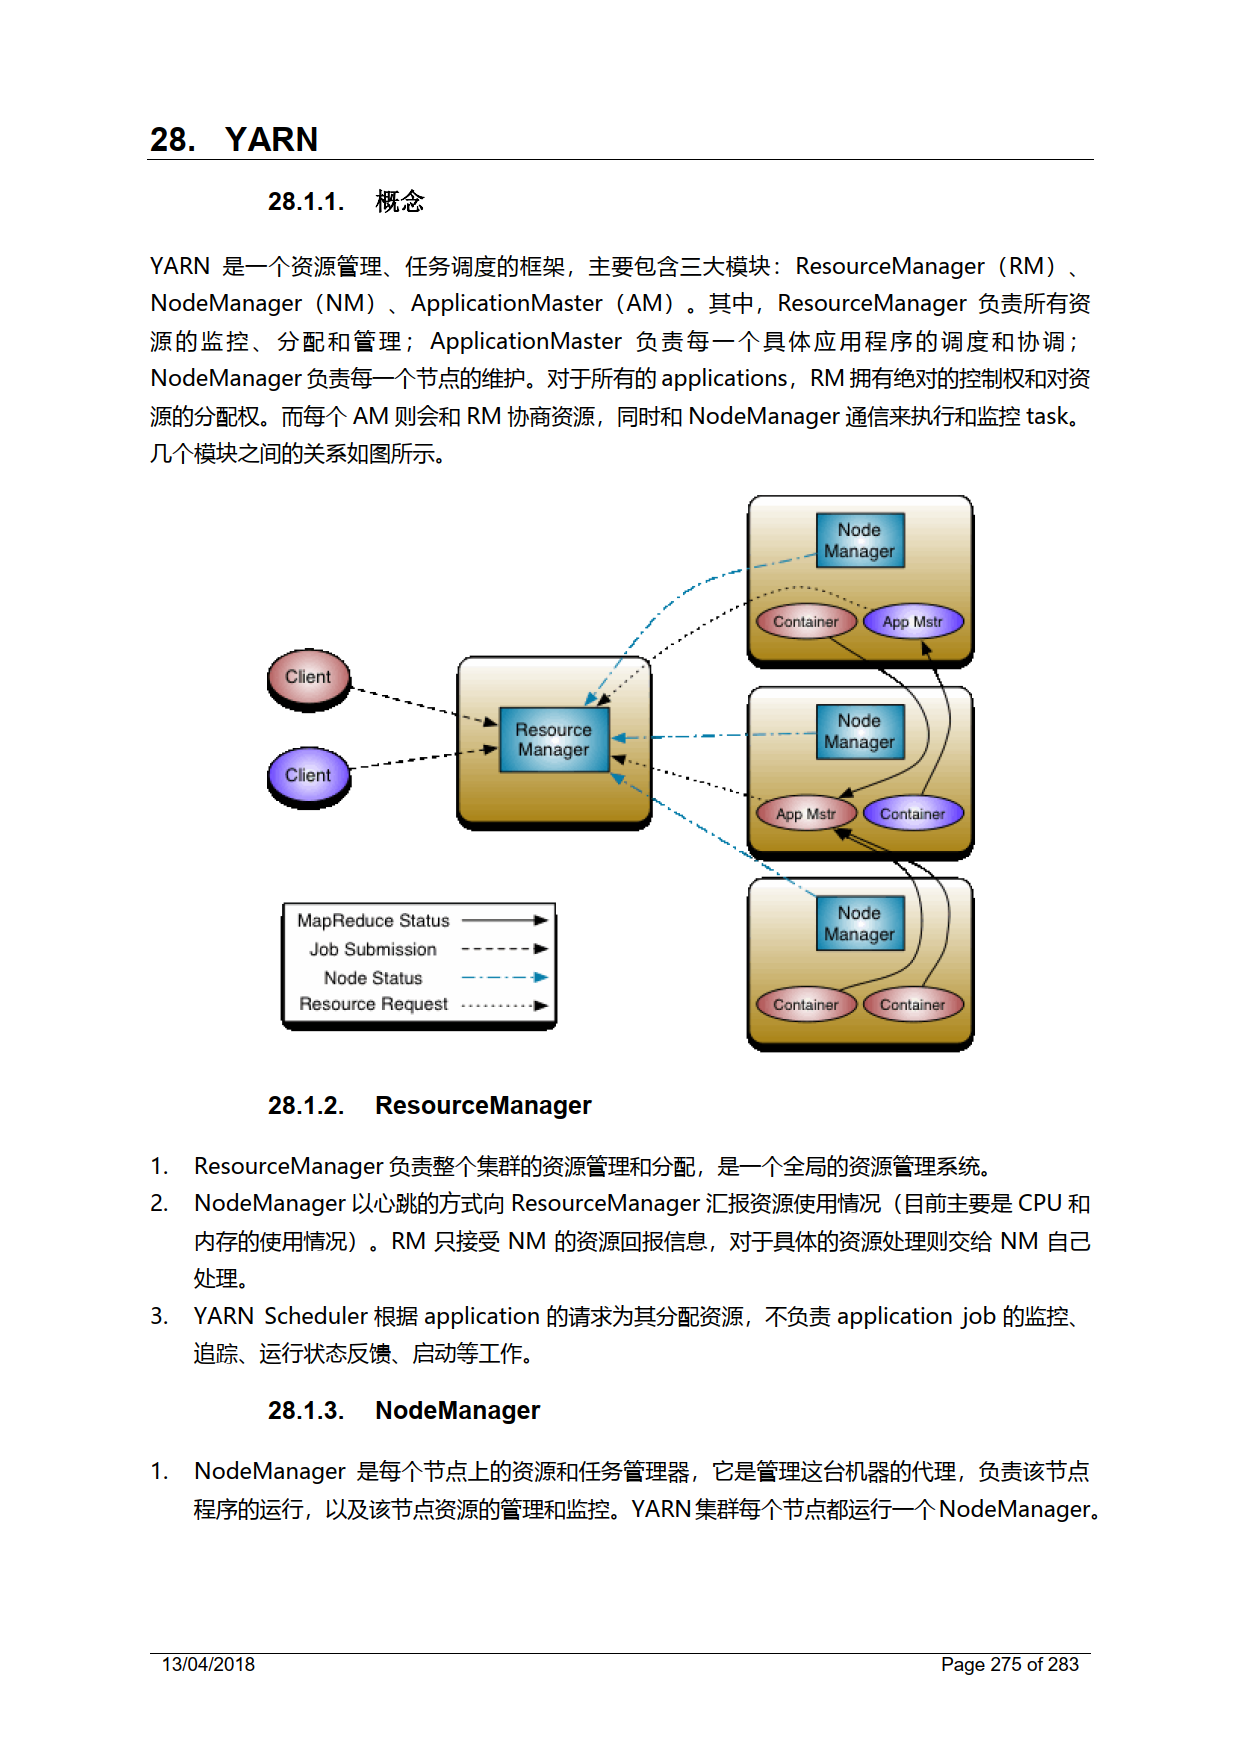 28. YARN
28.1.1. 概念
YARN 是一个资源管理、任务调度的框架，主要包含三大模块：ResourceManager（RM）、
NodeManager（NM）、ApplicationMaster（AM）。其中，ResourceManager 负责所有资
源的监控、分配和管理；ApplicationMaster 负责每一个具体应用程序的调度和协调；
NodeManager 负责每一个节点的维护。对于所有的 applications，RM 拥有绝对的控制权和对资
源的分配权。而每个 AM 则会和 RM 协商资源，同时和 NodeManager 通信来执行和监控 task。
几个模块之间的关系如图所示。
Node
Manager
Container
App Mstr
Client
Client
Resource
Manager
Node
Manager
App Mstr
Container
Node
Manager
Container
Container
MapReduce Status
Job Submission
Node Status
Resource Request
28.1.2. ResourceManager
1. ResourceManager 负责整个集群的资源管理和分配，是一个全局的资源管理系统。
2. NodeManager 以心跳的方式向 ResourceManager 汇报资源使用情况（目前主要是 CPU 和
内存的使用情况）。RM 只接受 NM 的资源回报信息，对于具体的资源处理则交给 NM 自己
处理。
3. YARN Scheduler 根据 application 的请求为其分配资源，不负责 application job 的监控、
追踪、运行状态反馈、启动等工作。
28.1.3. NodeManager
1. NodeManager 是每个节点上的资源和任务管理器，它是管理这台机器的代理，负责该节点
程序的运行，以及该节点资源的管理和监控。YARN 集群每个节点都运行一个 NodeManager。
13/04/2018 Page 275 of 283